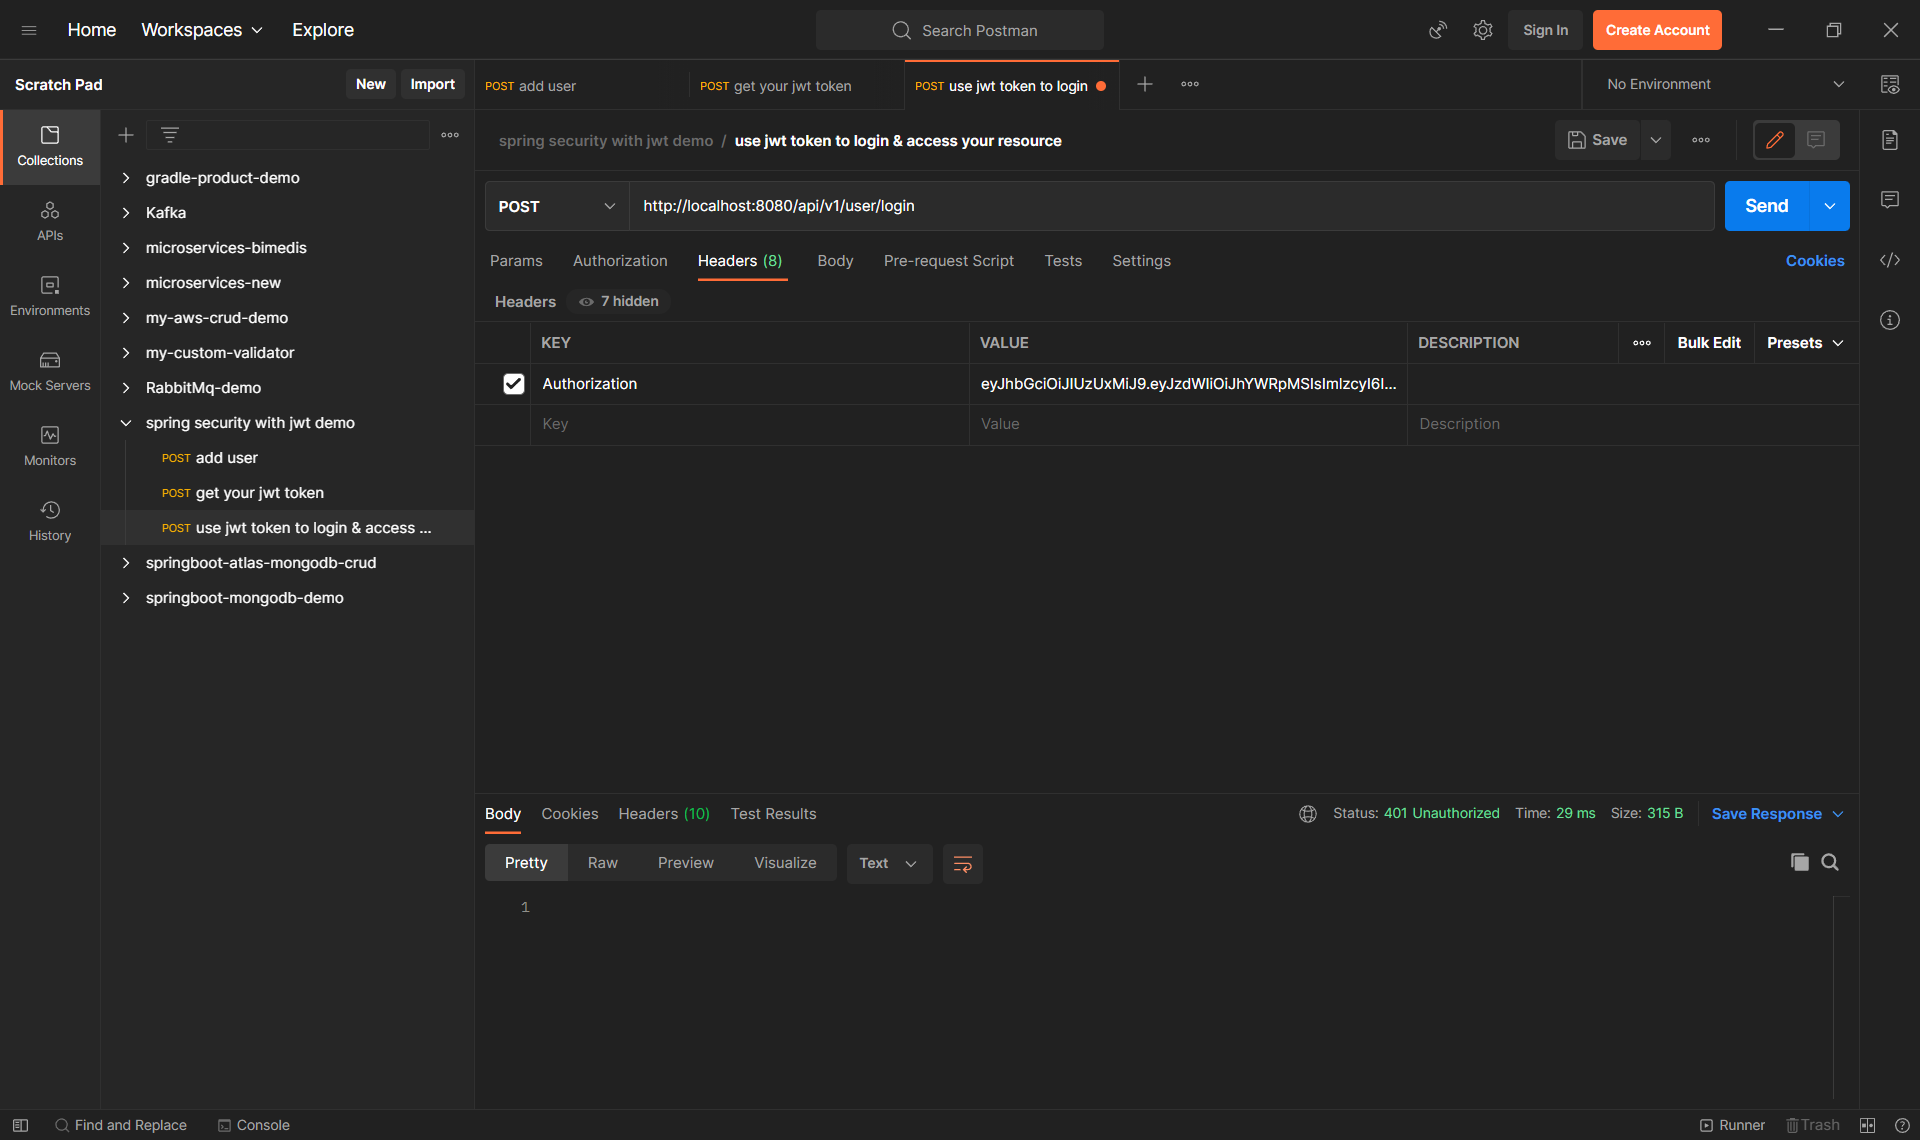 Home
Workspaces
Explore
Search Postman
Sign In
Create Account
Scratch Pad
New
Import
POST add user
POST get your jwt token
POST use jwt token to login
No Environment
Collections
APIs
Environments
Mock Servers
Monitors
History
gradle-product-demo
Kafka
microservices-bimedis
microservices-new
my-aws-crud-demo
my-custom-validator
RabbitMq-demo
spring security with jwt demo
POST add user
POST get your jwt token
POST use jwt token to login & access ...
springboot-atlas-mongodb-crud
springboot-mongodb-demo
spring security with jwt demo / use jwt token to login & access your resource
Save
POST
http://localhost:8080/api/v1/user/login
Send
Params
Authorization
Headers (8)
Body
Pre-request Script
Tests
Settings
Cookies
Headers
7 hidden
KEY
VALUE
DESCRIPTION
Bulk Edit
Presets
Authorization
eyJhbGciOiJIUzUxMiJ9.eyJzdWIiOiJhYWRpMSIsImlzcyI6I...
Key
Value
Description
Body
Cookies
Headers (10)
Test Results
Status: 401 Unauthorized
Time: 29 ms
Size: 315 B
Save Response
Pretty
Raw
Preview
Visualize
Text
1
Find and Replace
Console
Runner
Trash